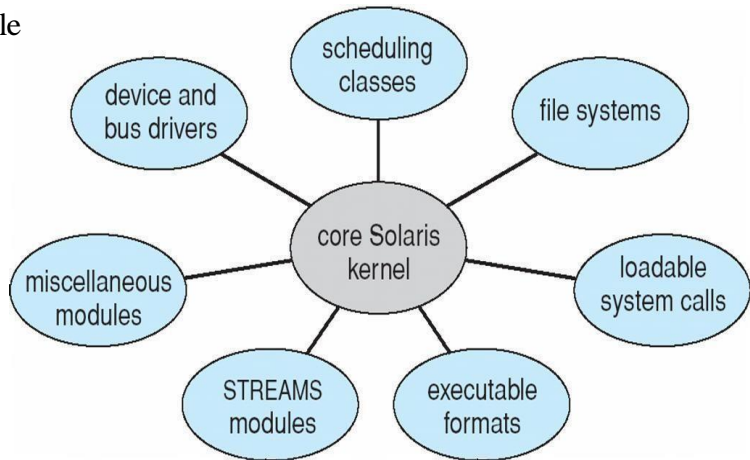 le
scheduling
classes
device and
bus drivers
file systems
core Solaris
kernel
miscellaneous
modules
loadable
system calls
STREAMS
modules
executable
formats